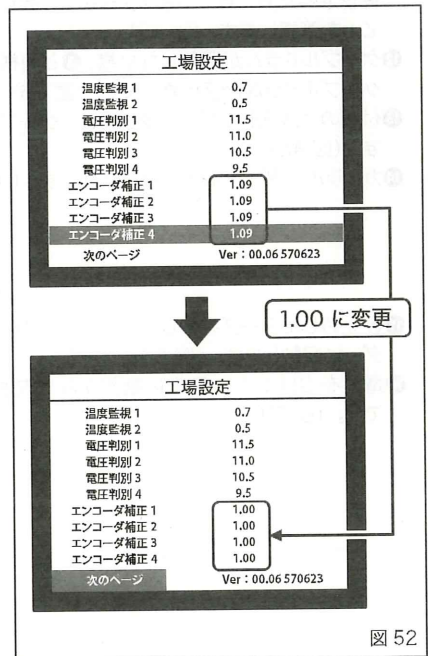 工場設定
温度監視 1 0.7
温度監視 2 0.5
電圧判別 1 11.5
電圧判別 2 11.0
電圧判別 3 10.5
電圧判別 4 9.5
エンコーダ補正 1 1.09
エンコーダ補正 2 1.09
エンコーダ補正 3 1.09
エンコーダ補正 4 1.09
次のページ Ver：00.06 570623
1.00 に変更
工場設定
温度監視 1 0.7
温度監視 2 0.5
電圧判別 1 11.5
電圧判別 2 11.0
電圧判別 3 10.5
電圧判別 4 9.5
エンコーダ補正 1 1.00
エンコーダ補正 2 1.00
エンコーダ補正 3 1.00
エンコーダ補正 4 1.00
次のページ Ver：00.06 570623
図 52